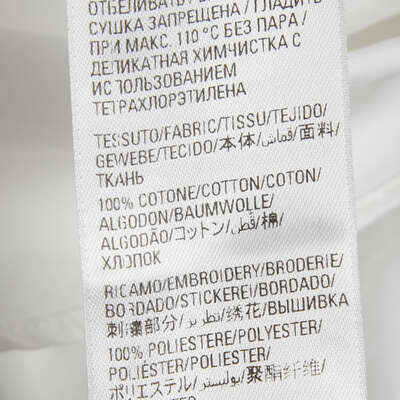 ОТБЕЛИВАТЬ /
СУШКА ЗАПРЕЩЕНА / ГЛАДИТЬ
ПРИ МАКС. 110 °C БЕЗ ПАРА /
ДЕЛИКАТНАЯ ХИМЧИСТКА С
ИСПОЛЬЗОВАНИЕМ
ТЕТРАХЛОРЭТИЛЕНА
TESSUTO/FABRIC/TISSU/TEJIDO/
GEWEBE/TECIDO/本体/قماش/面料/
ТКАНЬ
100% COTONE/COTTON/COTON/
ALGODON/BAUMWOLLE/
ALGODÃO/コットン/قطن/棉/
ХЛОПОК
RICAMO/EMBROIDERY/BRODERIE/
BORDADO/STICKEREI/BORDADO/
刺繍部分/تطريز/绣花/ВЫШИВКА
100% POLIESTERE/POLYESTER/
POLIÉSTER/POLYESTER/
ポリエステル/بوليستر/聚酯纤维/